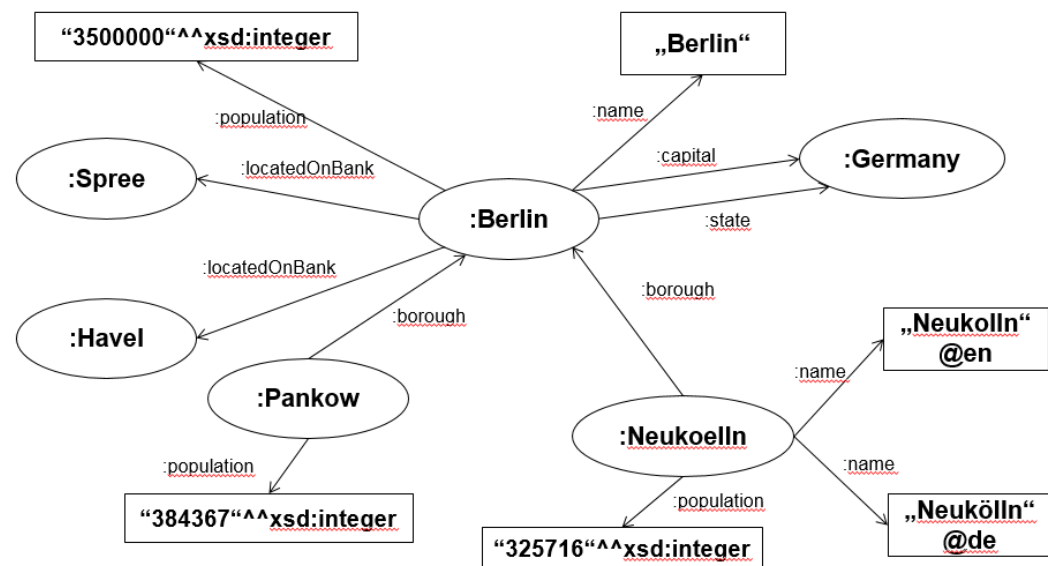 “3500000“^^xsd:integer
„Berlin“
:population
:name
:Spree
:locatedOnBank
:capital
:Germany
:Berlin
:state
:locatedOnBank
:borough
:borough
:Havel
„Neukolln“
@en
:name
:Pankow
:Neukoelln
:population
:name
:population
“384367“^^xsd:integer
„Neukölln“
@de
“325716“^^xsd:integer